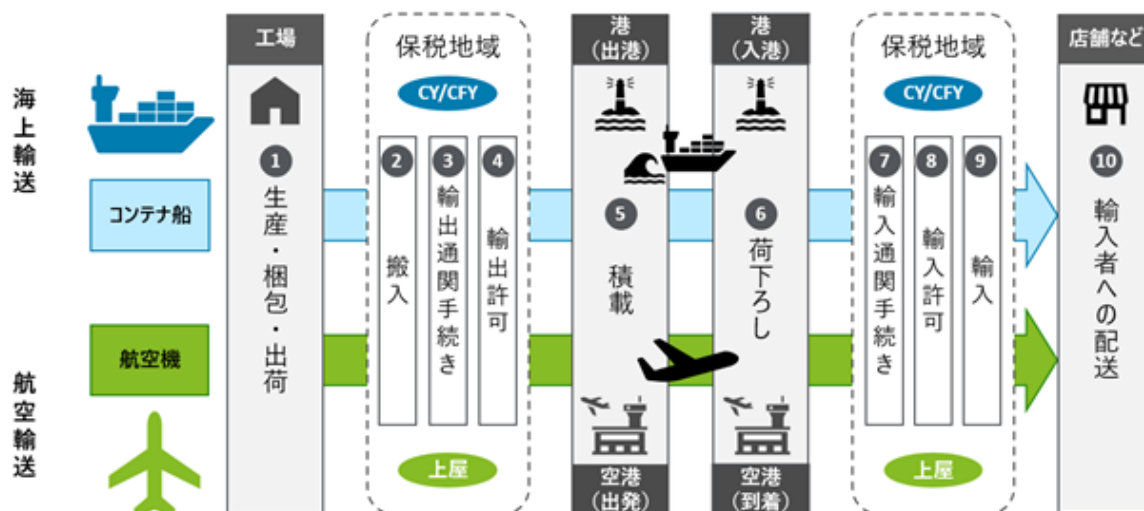 海上輸送
コンテナ船
航空機
航空輸送
工場
1
生産・梱包・出荷
保税地域
CY/CFY
2
搬入
3
輸出通関手続き
4
輸出許可
上屋
港
(出港)
5
積載
空港
(出発)
港
(入港)
6
荷下ろし
空港
(到着)
保税地域
CY/CFY
7
輸入通関手続き
8
輸入許可
9
輸入
上屋
店舗など
10
輸入者への配送